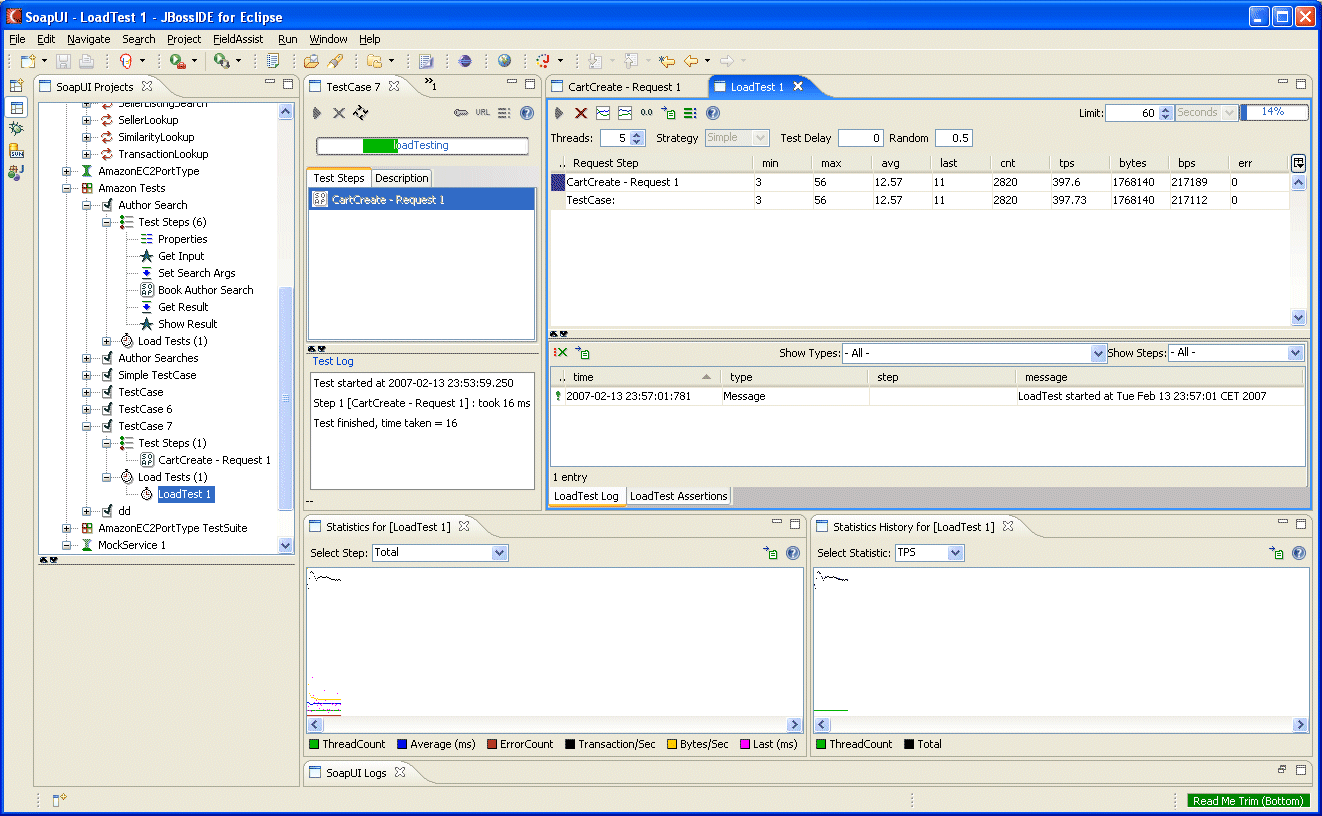 SoapUI - LoadTest 1 - JBossIDE for Eclipse
File Edit Navigate Search Project FieldAssist Run Window Help
SoapUI Projects
SellerListingSearch
SellerLookup
SimilarityLookup
TransactionLookup
AmazonEC2PortType
Amazon Tests
Author Search
Test Steps (6)
Properties
Get Input
Set Search Args
Book Author Search
Get Result
Show Result
Load Tests (1)
Author Searches
Simple TestCase
TestCase
TestCase 6
TestCase 7
Test Steps (1)
CartCreate - Request 1
Load Tests (1)
LoadTest 1
dd
AmazonEC2PortType TestSuite
MockService 1
TestCase 7
1
URL
loadTesting
Test Steps Description
SOAP CartCreate - Request 1
Test Log
Test started at 2007-02-13 23:53:59.250
Step 1 [CartCreate - Request 1] : took 16 ms
Test finished, time taken = 16
--
CartCreate - Request 1 LoadTest 1
0.0 Limit: 60 Seconds 14%
Threads: 5 Strategy Simple Test Delay 0 Random 0.5
.. Request Step min max avg last cnt tps bytes bps err
CartCreate - Request 1 3 56 12.57 11 2820 397.6 1768140 217189 0
TestCase: 3 56 12.57 11 2820 397.73 1768140 217112 0
Show Types: - All - Show Steps: - All -
.. time type step message
2007-02-13 23:57:01:781 Message LoadTest started at Tue Feb 13 23:57:01 CET 2007
1 entry
LoadTest Log LoadTest Assertions
Statistics for [LoadTest 1]
Select Step: Total
ThreadCount Average (ms) ErrorCount Transaction/Sec Bytes/Sec Last (ms)
Statistics History for [LoadTest 1]
Select Statistic: TPS
ThreadCount Total
SoapUI Logs
Read Me Trim (Bottom)